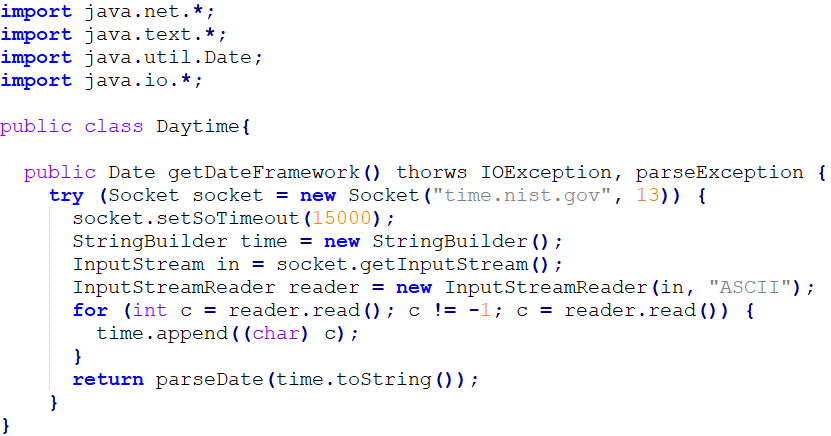 import java.net.*;
import java.text.*;
import java.util.Date;
import java.io.*;

public class Daytime{

  public Date getDateFramework() thorws IOException, parseException {
    try (Socket socket = new Socket("time.nist.gov", 13)) {
      socket.setSoTimeout(15000);
      StringBuilder time = new StringBuilder();
      InputStream in = socket.getInputStream();
      InputStreamReader reader = new InputStreamReader(in, "ASCII");
      for (int c = reader.read(); c != -1; c = reader.read()) {
        time.append((char) c);
      }
      return parseDate(time.toString());
    }
}